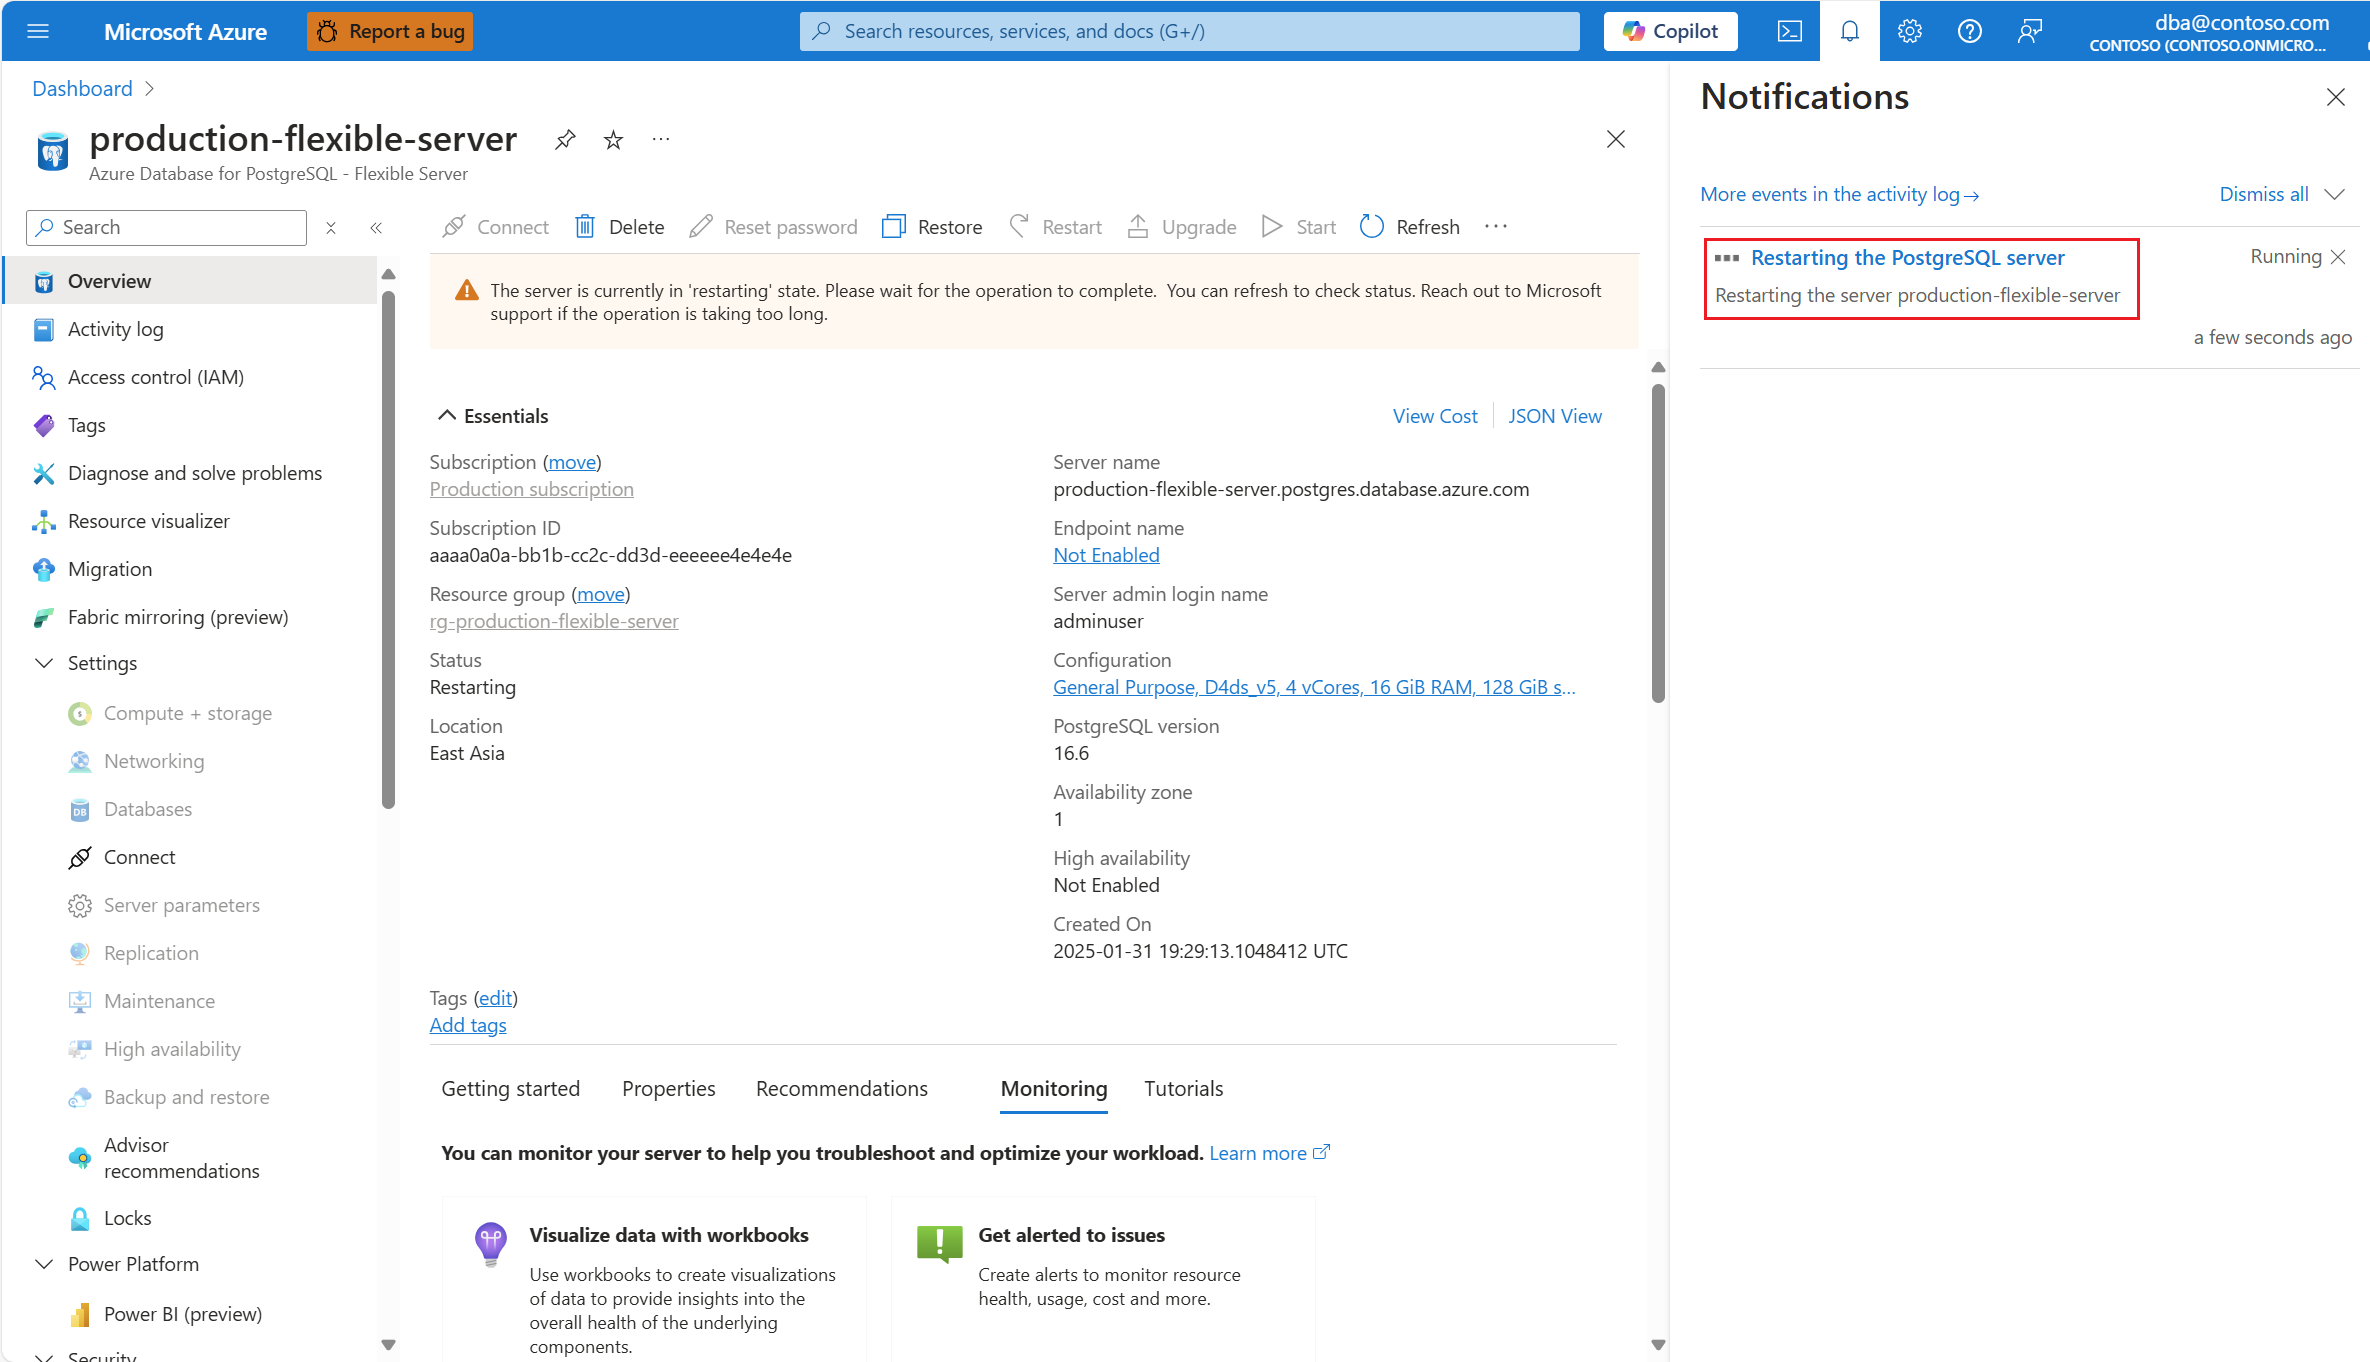 Microsoft Azure
Report a bug
Search resources, services, and docs (G+/)
Copilot
dba@contoso.com
CONTOSO (CONTOSO.ONMICRO...
Dashboard
production-flexible-server
Azure Database for PostgreSQL - Flexible Server
Search
Overview
Activity log
Access control (IAM)
Tags
Diagnose and solve problems
Resource visualizer
Migration
Fabric mirroring (preview)
Settings
Compute + storage
Networking
Databases
Connect
Server parameters
Replication
Maintenance
High availability
Backup and restore
Advisor
recommendations
Locks
Power Platform
Power BI (preview)
Security
Connect Delete Reset password Restore Restart Upgrade Start Refresh
The server is currently in 'restarting' state. Please wait for the operation to complete. You can refresh to check status. Reach out to Microsoft
support if the operation is taking too long.
Essentials
View Cost
JSON View
Subscription (move)
Production subscription
Subscription ID
aaaa0a0a-bb1b-cc2c-dd3d-eeeeee4e4e4e
Resource group (move)
rg-production-flexible-server
Status
Restarting
Location
East Asia
Server name
production-flexible-server.postgres.database.azure.com
Endpoint name
Not Enabled
Server admin login name
adminuser
Configuration
General Purpose, D4ds_v5, 4 vCores, 16 GiB RAM, 128 GiB s...
PostgreSQL version
16.6
Availability zone
1
High availability
Not Enabled
Created On
2025-01-31 19:29:13.1048412 UTC
Tags (edit)
Add tags
Getting started Properties Recommendations Monitoring Tutorials
You can monitor your server to help you troubleshoot and optimize your workload. Learn more
Visualize data with workbooks
Use workbooks to create visualizations
of data to provide insights into the
overall health of the underlying
components.
Get alerted to issues
Create alerts to monitor resource
health, usage, cost and more.
Notifications
More events in the activity log→
Dismiss all
Restarting the PostgreSQL server
Running
Restarting the server production-flexible-server
a few seconds ago